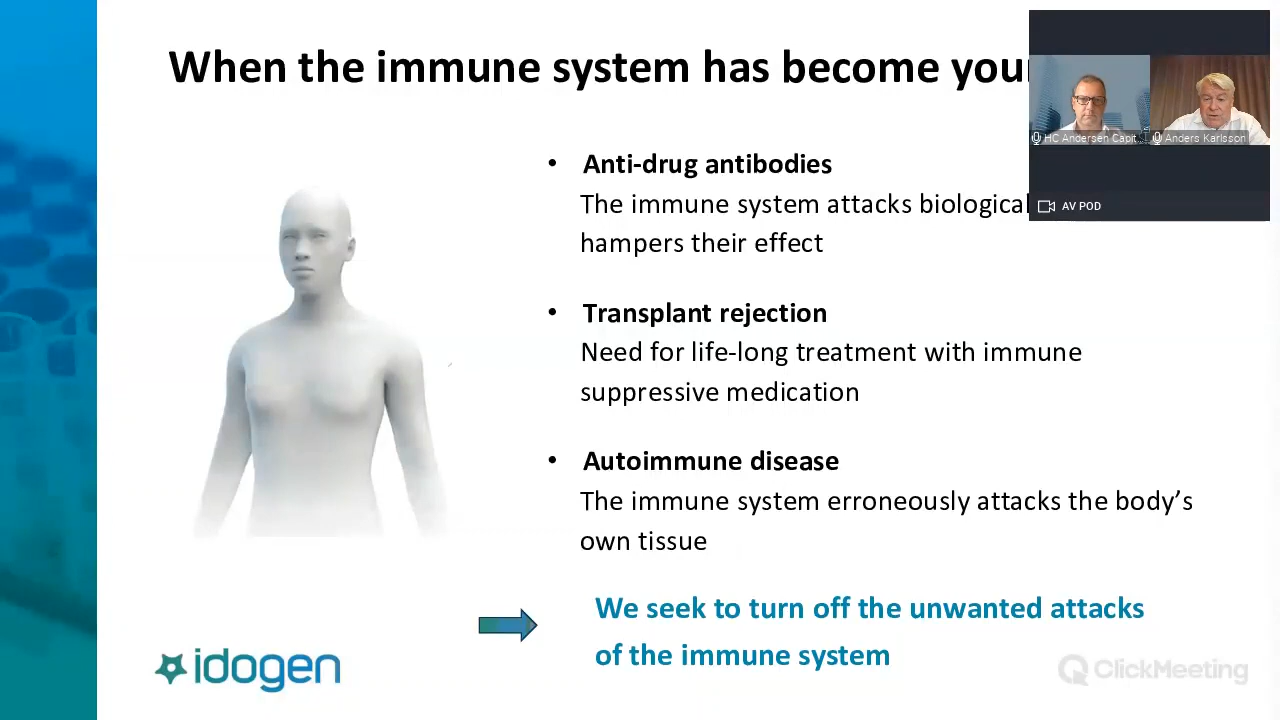 When the immune system has become your
• Anti-drug antibodies
The immune system attacks biological
hampers their effect
• Transplant rejection
Need for life-long treatment with immune
suppressive medication
• Autoimmune disease
The immune system erroneously attacks the body’s
own tissue
We seek to turn off the unwanted attacks
of the immune system
idogen
HC Andersen Capit
Anders Karlsson
AV POD
ClickMeeting